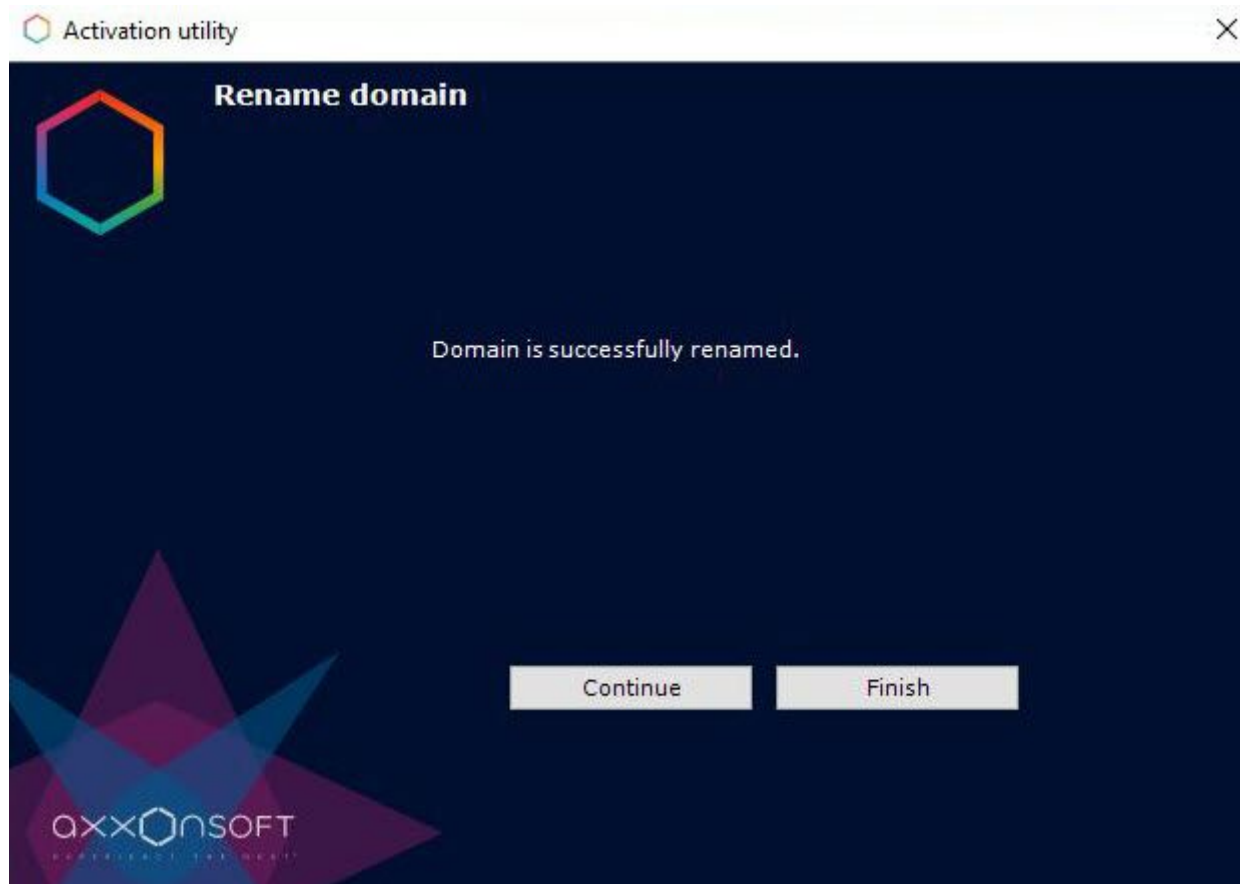 Activation utility
Rename domain
Domain is successfully renamed.
Continue
Finish
axxonsoft